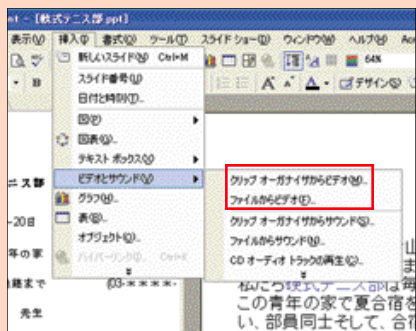 nt - [軟式テニス部.ppt]
表示(V) 挿入(I) 書式(O) ツール(T) スライド ショー(D) ウィンドウ(W) ヘルプ(H)
新しいスライド(N) Ctrl+M
64%
スライド番号(U)
B
A A デザイン(S)
日付と時刻(T)...
図(P)
図表(G)...
テキスト ボックス(X)
ビデオとサウンド(V)
クリップ オーガナイザからビデオ(M)...
ニス部
グラフ(H)...
ファイルからビデオ(F)...
-20日
表(B)...
クリップ オーガナイザからサウンド(S)...
オブジェクト(O)...
ファイルからサウンド(N)...
年の家
ハイパーリンク(I)... Ctrl+K
CD オーディオ トラックの再生(C)...
山
ま
まで
(03-****-
私たち軟式テニス部は毎
この青年の家で夏合宿を
先生
い、部員同士そして、合宿